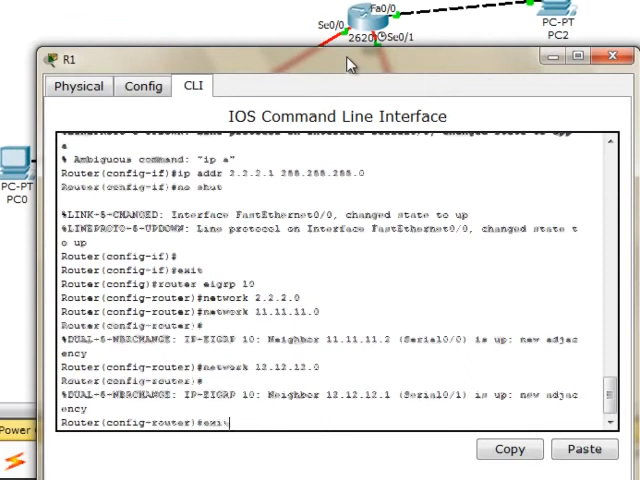 Fa0/0
Se0/0
2620
Se0/1
PC-PT
PC2
R1
Physical
Config
CLI
IOS Command Line Interface
PC-PT
PC0
a
% Ambiguous command: "ip a"
Router(config-if)#ip addr 2.2.2.1 255.255.255.0
Router(config-if)#no shut
%LINK-5-CHANGED: Interface FastEthernet0/0, changed state to up
%LINEPROTO-5-UPDOWN: Line protocol on Interface FastEthernet0/0, changed state t
o up
Router(config-if)#
Router(config-if)#exit
Router(config)#router eigrp 10
Router(config-router)#network 2.2.2.0
Router(config-router)#network 11.11.11.0
Router(config-router)#
%DUAL-5-NBRCHANGE: IP-EIGRP 10: Neighbor 11.11.11.2 (Serial0/0) is up: new adjac
ency
Router(config-router)#network 12.12.12.0
Router(config-router)#
%DUAL-5-NBRCHANGE: IP-EIGRP 10: Neighbor 12.12.12.1 (Serial0/1) is up: new adjac
ency
Router(config-router)#exit
Power
Copy
Paste